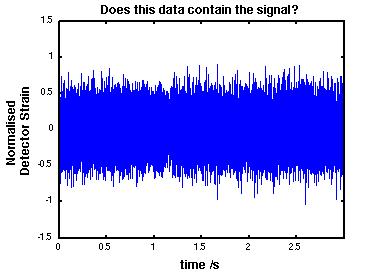 Does this data contain the signal?
1.5
1
0.5
0
-0.5
-1
-1.5
Normalised
Detector Strain
0 0.5 1 1.5 2 2.5
time /s